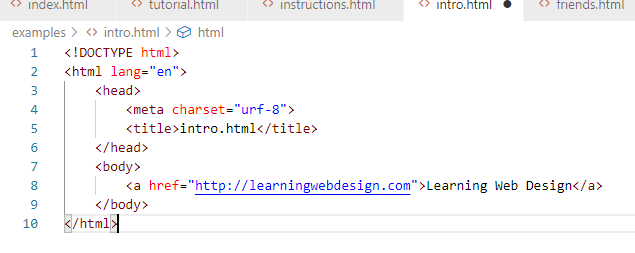 index.html tutorial.html instructions.html intro.html friends.html
examples > intro.html > html
1 <!DOCTYPE html>
2 <html lang="en">
3 <head>
4 <meta charset="urf-8">
5 <title>intro.html</title>
6 </head>
7 <body>
8 <a href="http://learningwebdesign.com">Learning Web Design</a>
9 </body>
10 </html>